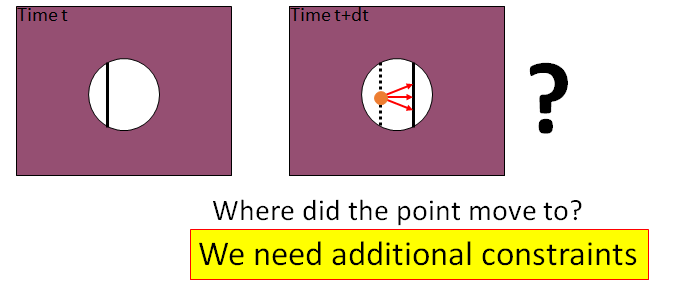 Time t
Time t+dt
?
Where did the point move to?
We need additional constraints